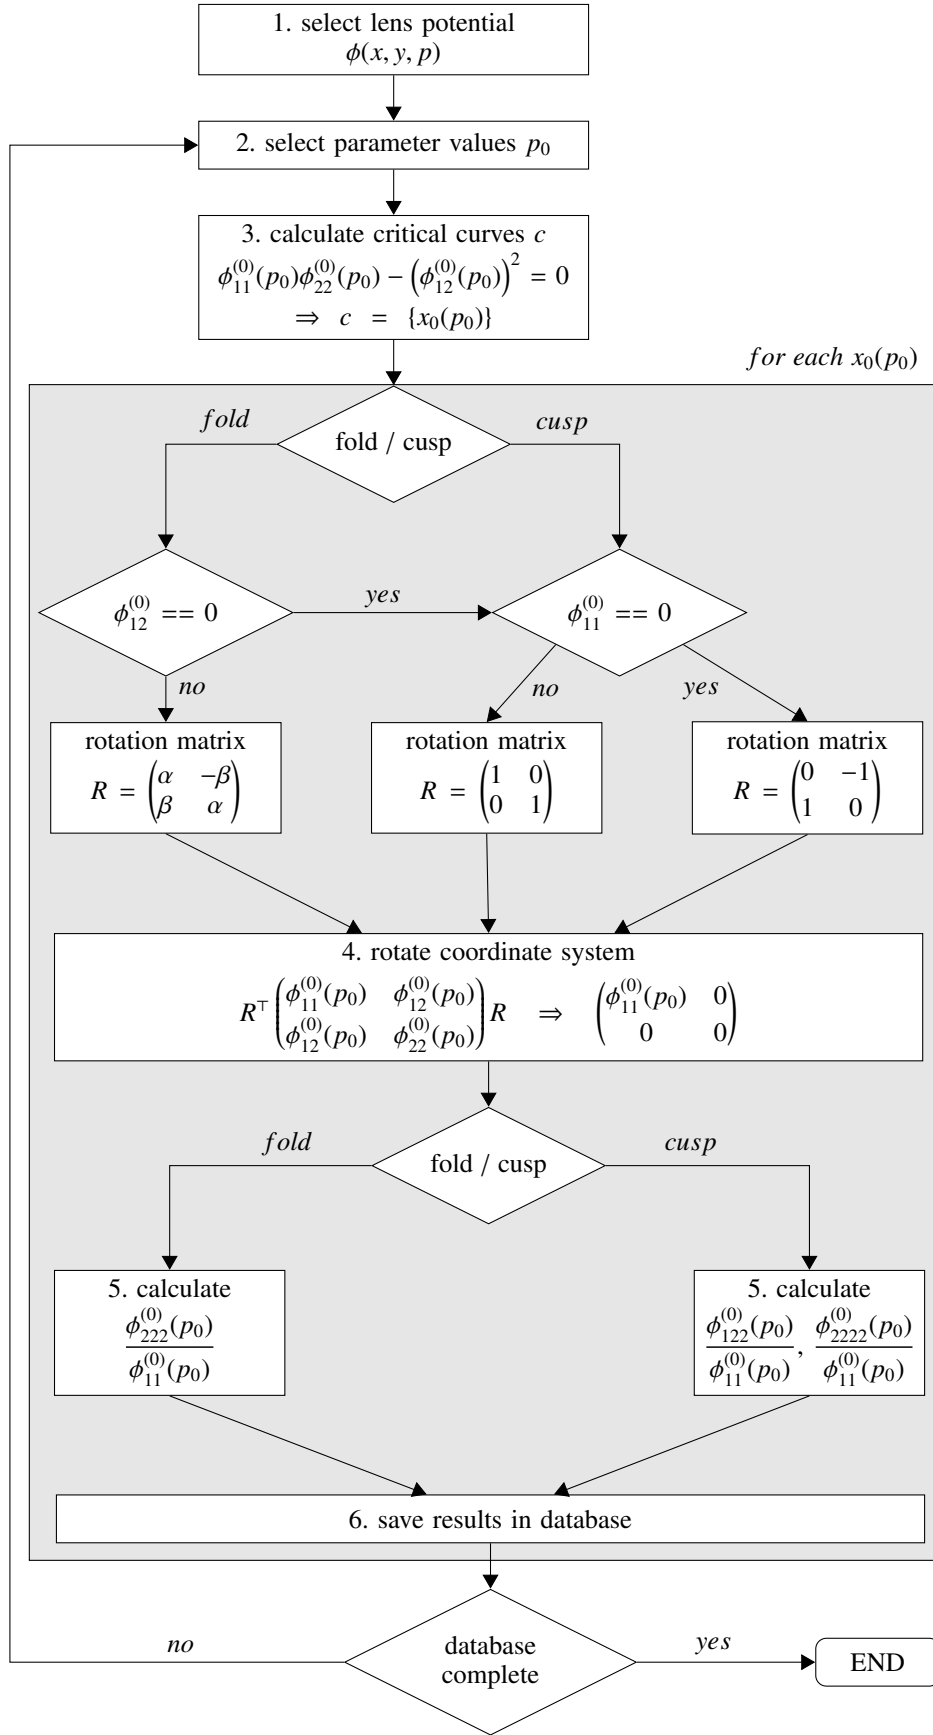 1. select lens potential
ϕ(x, y, p)
2. select parameter values p₀
3. calculate critical curves c
ϕ₁₁⁽⁰⁾(p₀)ϕ₂₂⁽⁰⁾(p₀) − (ϕ₁₂⁽⁰⁾(p₀))² = 0
⇒ c = {x₀(p₀)}
for each x₀(p₀)
fold
cusp
fold / cusp
ϕ₁₂⁽⁰⁾ == 0
yes
ϕ₁₁⁽⁰⁾ == 0
no
no
yes
rotation matrix
R = (α −β
β α)
rotation matrix
R = (1 0
0 1)
rotation matrix
R = (0 −1
1 0)
4. rotate coordinate system
R⊤ (ϕ₁₁⁽⁰⁾(p₀) ϕ₁₂⁽⁰⁾(p₀)
ϕ₁₂⁽⁰⁾(p₀) ϕ₂₂⁽⁰⁾(p₀)) R ⇒ (ϕ₁₁⁽⁰⁾(p₀) 0
0 0)
fold
cusp
fold / cusp
5. calculate
ϕ₂₂₂⁽⁰⁾(p₀)
ϕ₁₁⁽⁰⁾(p₀)
5. calculate
ϕ₁₂₂⁽⁰⁾(p₀) , ϕ₂₂₂₂⁽⁰⁾(p₀)
ϕ₁₁⁽⁰⁾(p₀) ϕ₁₁⁽⁰⁾(p₀)
6. save results in database
no
database
complete
yes
END